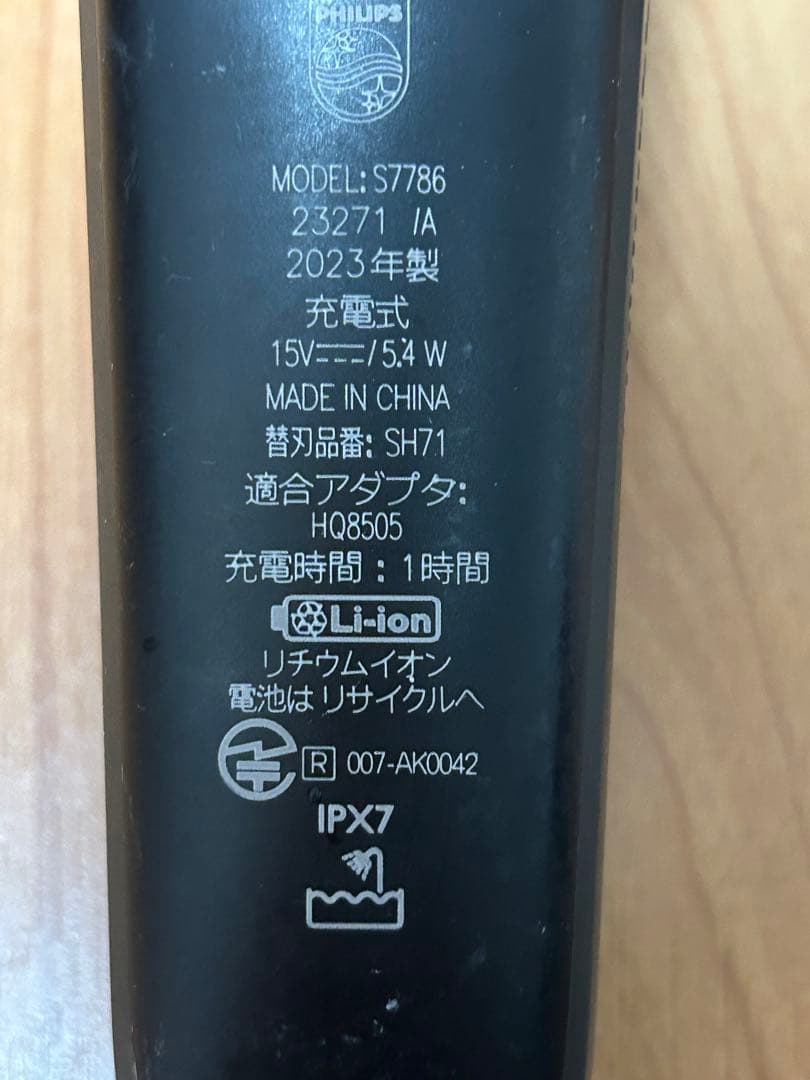 PHILIPS
MODEL: S7786
23271 /A
2023年製
充電式
15V⎓/5.4 W
MADE IN CHINA
替刃品番: SH71
適合アダプタ:
HQ8505
充電時間: 1時間
Li-ion
リチウムイオン
電池はリサイクルへ
R 007-AK0042
IPX7